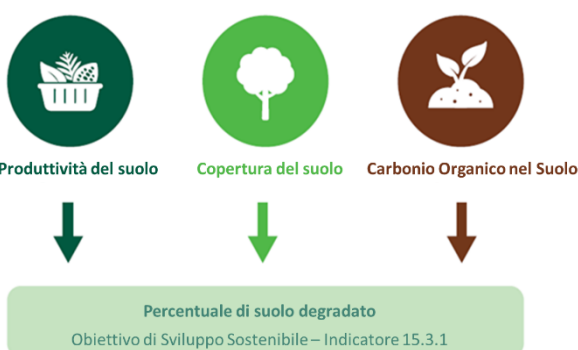 Produttività del suolo
Copertura del suolo
Carbonio Organico nel Suolo
Percentuale di suolo degradato
Obiettivo di Sviluppo Sostenibile – Indicatore 15.3.1